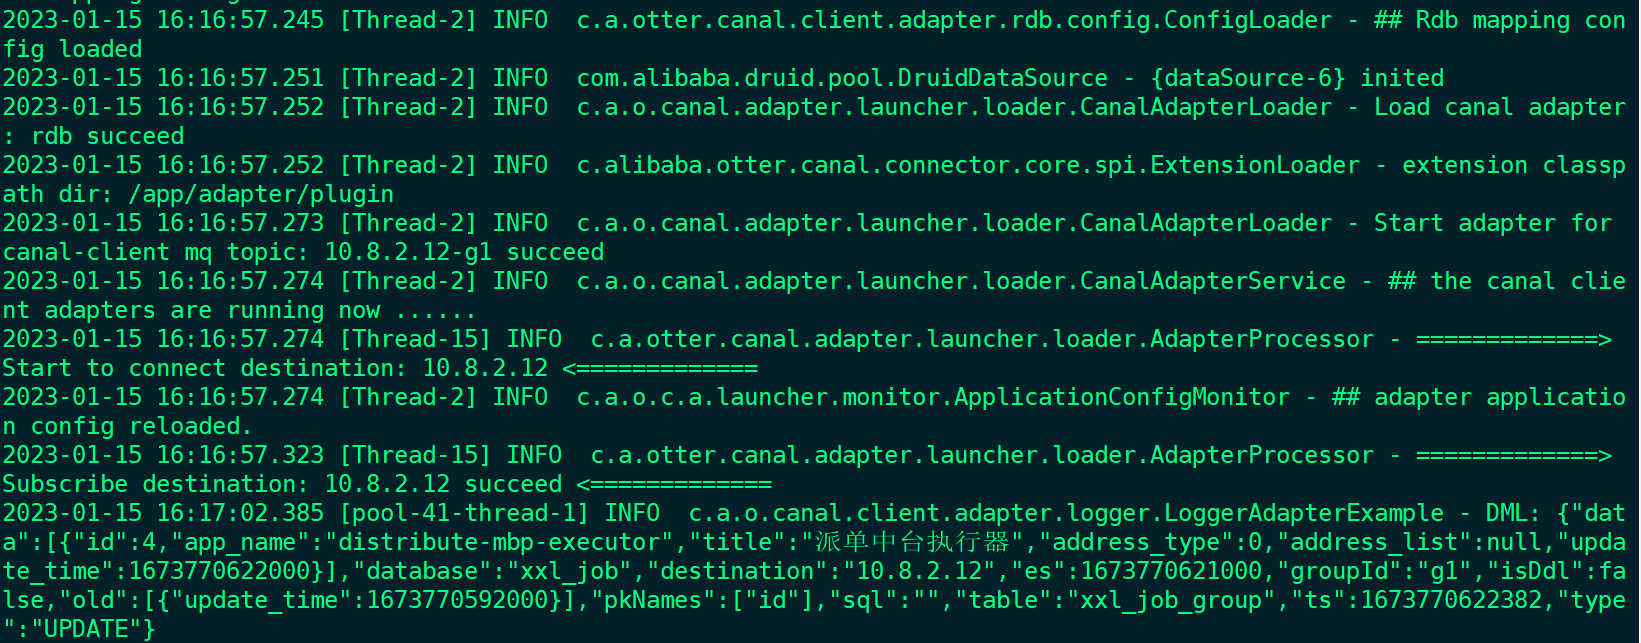 2023-01-15 16:16:57.245 [Thread-2] INFO  c.a.otter.canal.client.adapter.rdb.config.ConfigLoader - ## Rdb mapping con
fig loaded
2023-01-15 16:16:57.251 [Thread-2] INFO  com.alibaba.druid.pool.DruidDataSource - {dataSource-6} inited
2023-01-15 16:16:57.252 [Thread-2] INFO  c.a.o.canal.adapter.launcher.loader.CanalAdapterLoader - Load canal adapter
: rdb succeed
2023-01-15 16:16:57.252 [Thread-2] INFO  c.alibaba.otter.canal.connector.core.spi.ExtensionLoader - extension classp
ath dir: /app/adapter/plugin
2023-01-15 16:16:57.273 [Thread-2] INFO  c.a.o.canal.adapter.launcher.loader.CanalAdapterLoader - Start adapter for
canal-client mq topic: 10.8.2.12-g1 succeed
2023-01-15 16:16:57.274 [Thread-2] INFO  c.a.o.canal.adapter.launcher.loader.CanalAdapterService - ## the canal clie
nt adapters are running now ......
2023-01-15 16:16:57.274 [Thread-15] INFO  c.a.otter.canal.adapter.launcher.loader.AdapterProcessor - =============>
Start to connect destination: 10.8.2.12 <=============
2023-01-15 16:16:57.274 [Thread-2] INFO  c.a.o.c.a.launcher.monitor.ApplicationConfigMonitor - ## adapter applicatio
n config reloaded.
2023-01-15 16:16:57.323 [Thread-15] INFO  c.a.otter.canal.adapter.launcher.loader.AdapterProcessor - =============>
Subscribe destination: 10.8.2.12 succeed <=============
2023-01-15 16:17:02.385 [pool-41-thread-1] INFO  c.a.o.canal.client.adapter.logger.LoggerAdapterExample - DML: {"dat
a":[{"id":4,"app_name":"distribute-mbp-executor","title":"派单中台执行器","address_type":0,"address_list":null,"upda
te_time":1673770622000}],"database":"xxl_job","destination":"10.8.2.12","es":1673770621000,"groupId":"g1","isDdl":fa
lse,"old":[{"update_time":1673770592000}],"pkNames":["id"],"sql":"","table":"xxl_job_group","ts":1673770622382,"type
":"UPDATE"}